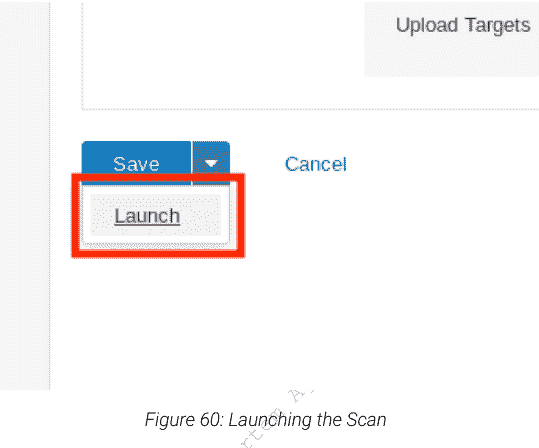 Upload Targets
Save
Cancel
Launch
Figure 60: Launching the Scan